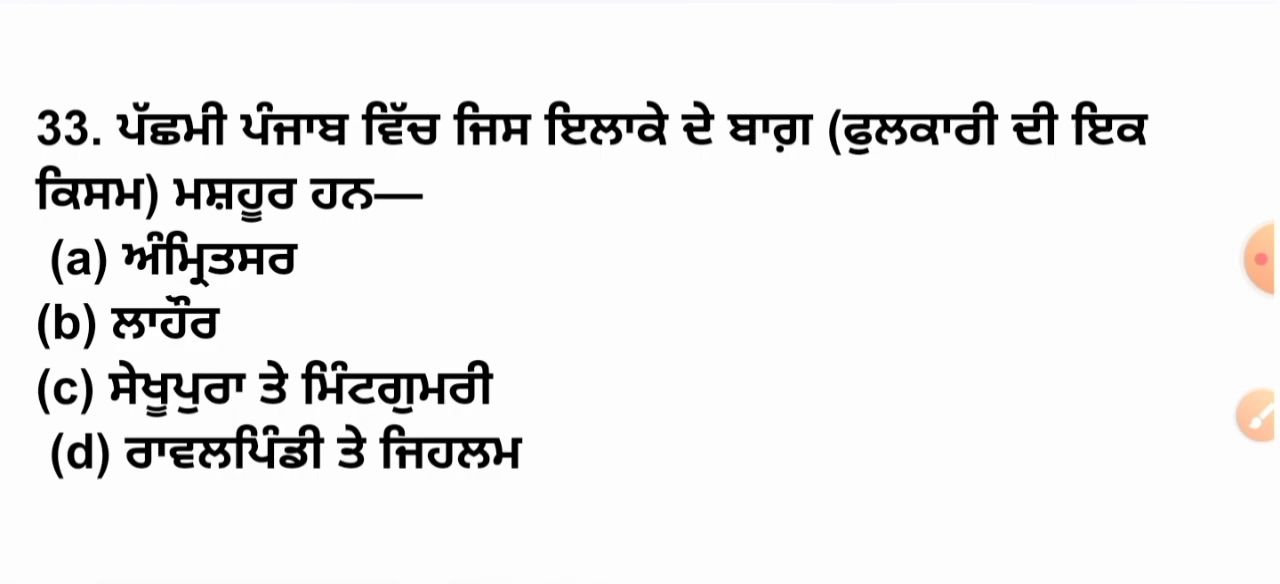 33. ਪੱਛਮੀ ਪੰਜਾਬ ਵਿੱਚ ਜਿਸ ਇਲਾਕੇ ਦੇ ਬਾਗ਼ (ਫੁਲਕਾਰੀ ਦੀ ਇਕ
ਕਿਸਮ) ਮਸ਼ਹੂਰ ਹਨ—
(a) ਅੰਮ੍ਰਿਤਸਰ
(b) ਲਾਹੌਰ
(c) ਸੇਖੂਪੁਰਾ ਤੇ ਮਿੰਟਗੁਮਰੀ
(d) ਰਾਵਲਪਿੰਡੀ ਤੇ ਜਿਹਲਮ